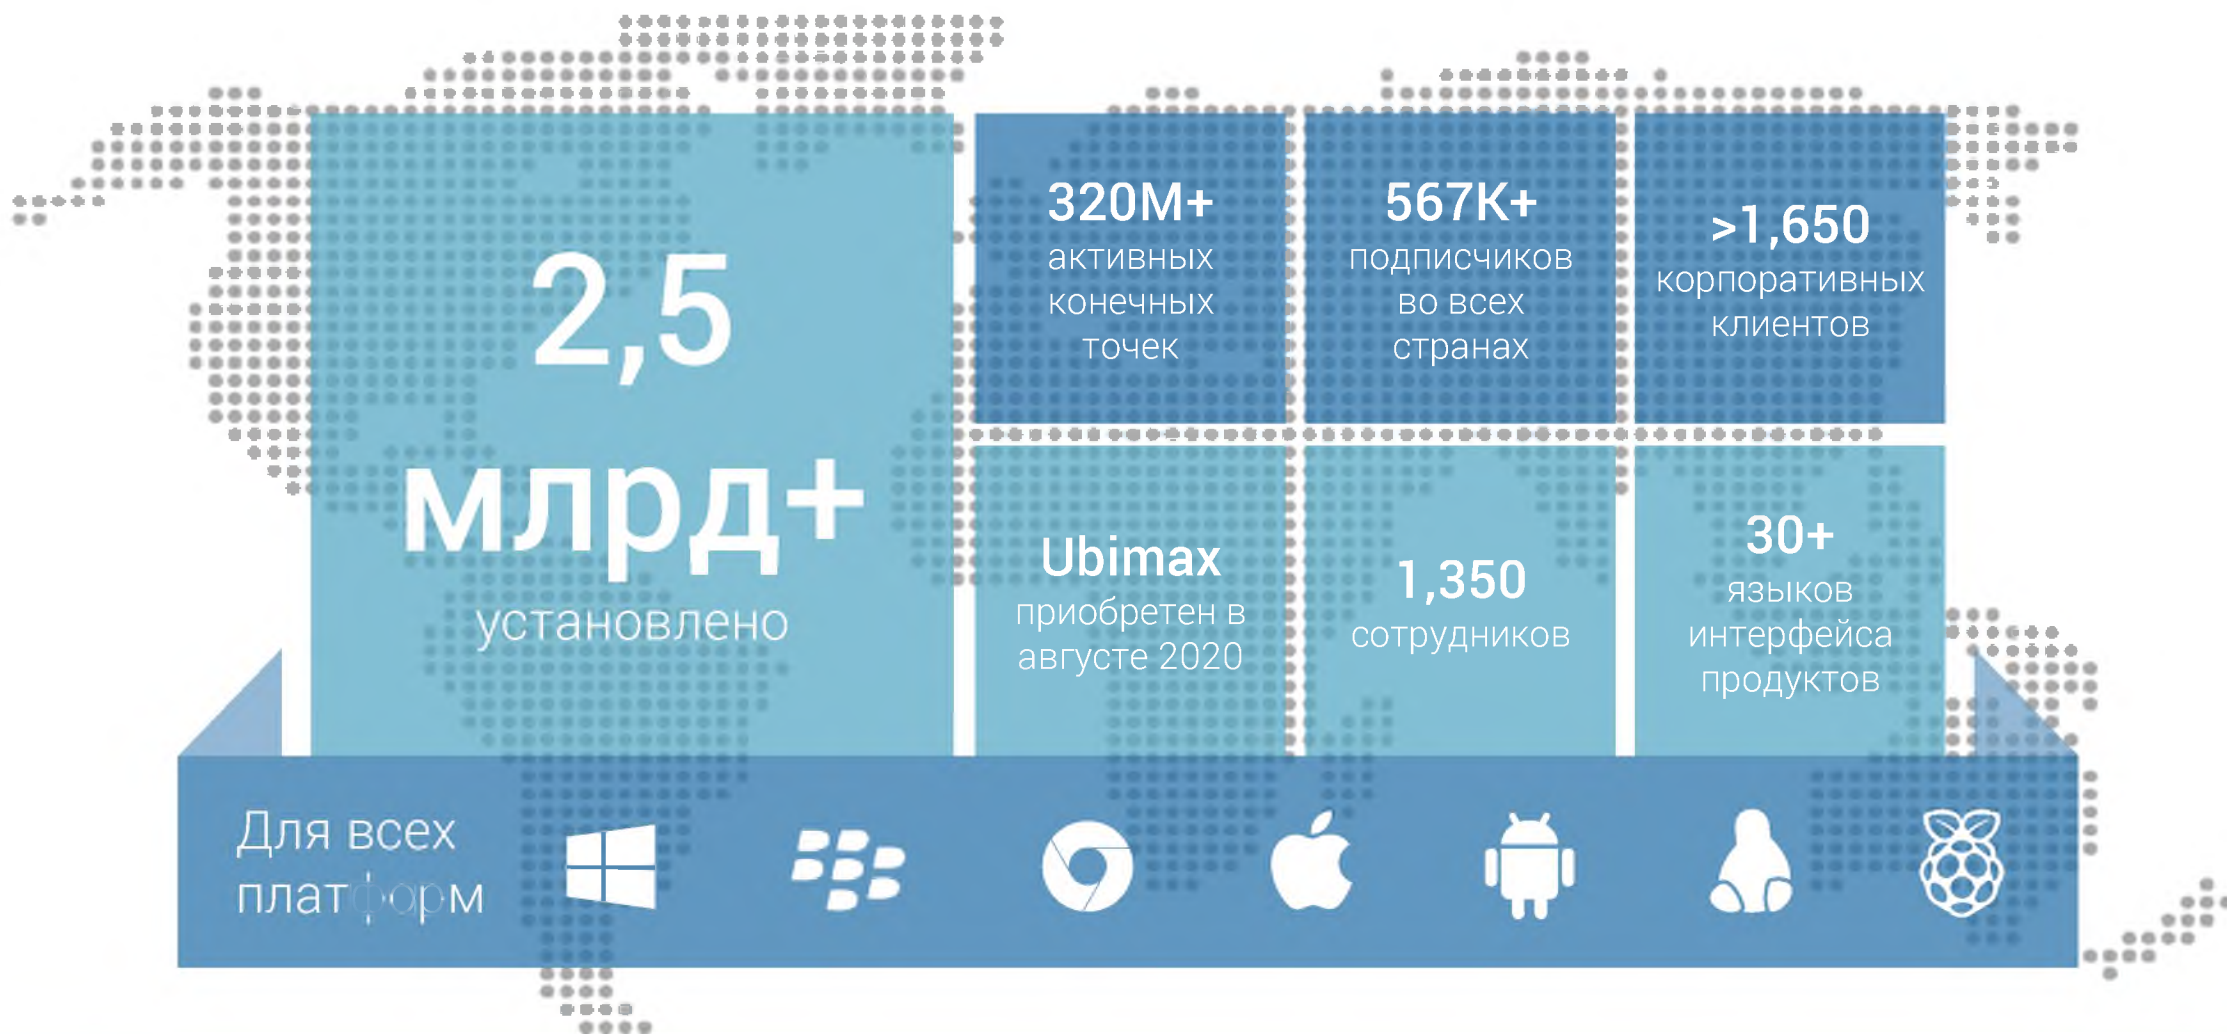 2,5
млрд+
установлено
320M+
активных
конечных
точек
567K+
подписчиков
во всех
странах
>1,650
корпоративных
клиентов
Ubimax
приобретен в
августе 2020
1,350
сотрудников
30+
языков
интерфейса
продуктов
Для всех
платформ